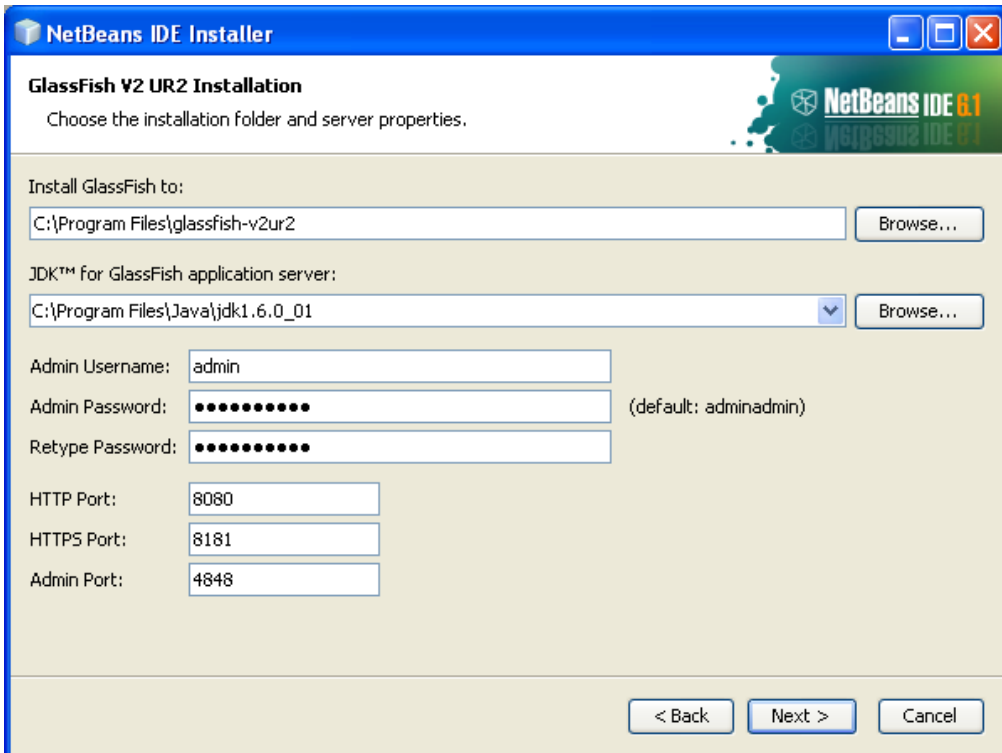 NetBeans IDE Installer
GlassFish V2 UR2 Installation
Choose the installation folder and server properties.
NetBeans IDE 6.1
Install GlassFish to:
C:\Program Files\glassfish-v2ur2 Browse...
JDK™ for GlassFish application server:
C:\Program Files\Java\jdk1.6.0_01 Browse...
Admin Username: admin
Admin Password: ●●●●●●●●●● (default: adminadmin)
Retype Password: ●●●●●●●●●●
HTTP Port: 8080
HTTPS Port: 8181
Admin Port: 4848
< Back Next > Cancel